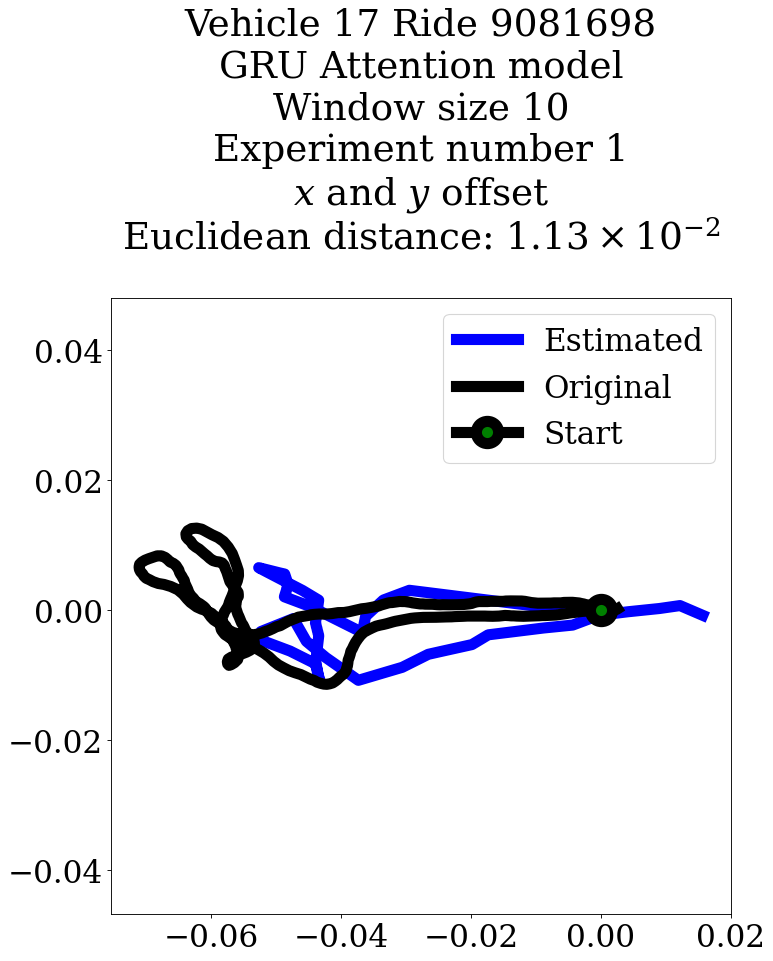 Vehicle 17 Ride 9081698
GRU Attention model
Window size 10
Experiment number 1
x and y offset
Euclidean distance: 1.13 × 10⁻²
Estimated
Original
Start
0.04
0.02
0.00
−0.02
−0.04
−0.06 −0.04 −0.02 0.00 0.02